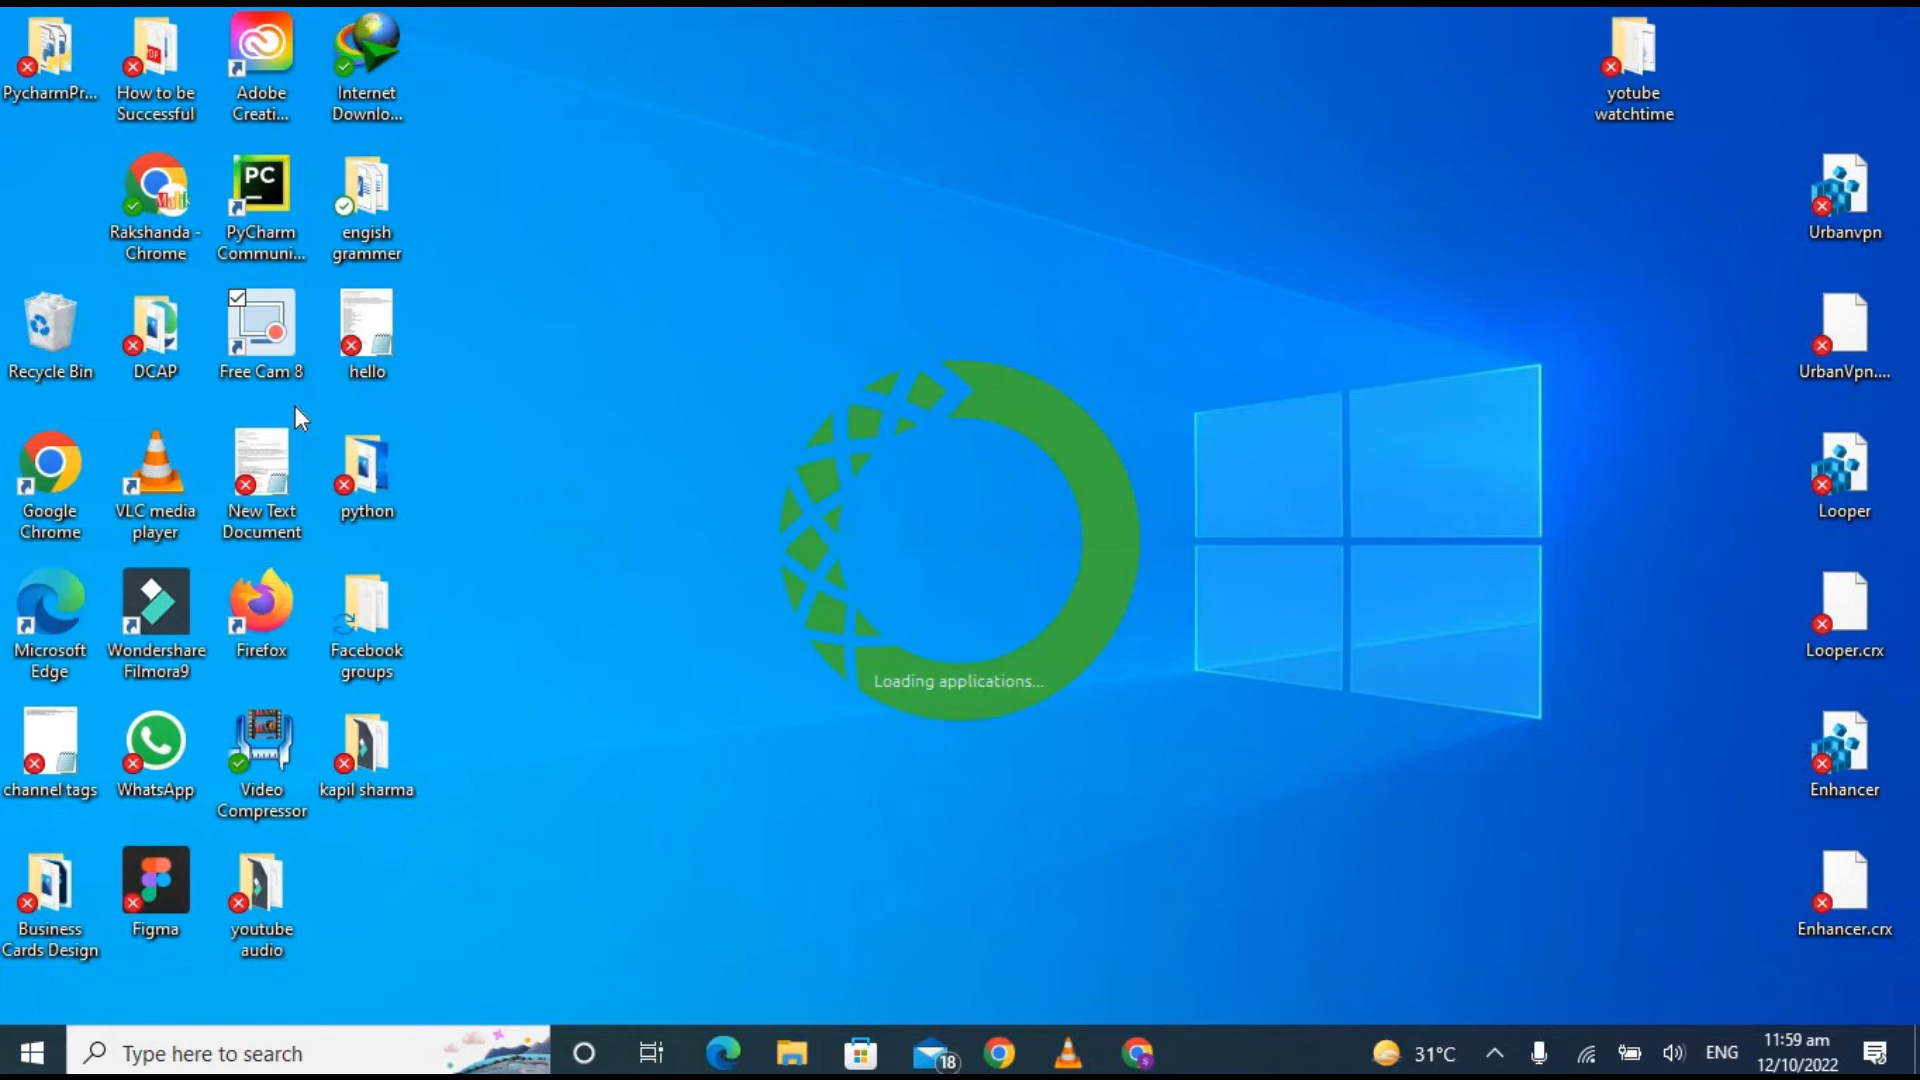 PycharmPr...
How to be
Successful
Adobe
Creati...
Internet
Downlo...
yotube
watchtime
Rakshanda -
Chrome
PC
PyCharm
Communi...
engish
grammer
Urbanvpn
Recycle Bin
DCAP
Free Cam 8
hello
UrbanVpn....
Google
Chrome
VLC media
player
New Text
Document
python
Looper
Microsoft
Edge
Wondershare
Filmora9
Firefox
Facebook
groups
Looper.crx
Loading applications...
channel tags
WhatsApp
Video
Compressor
kapil sharma
Enhancer
Business
Cards Design
Figma
youtube
audio
Enhancer.crx
Type here to search
18
31°C
ENG
11:59 am
12/10/2022